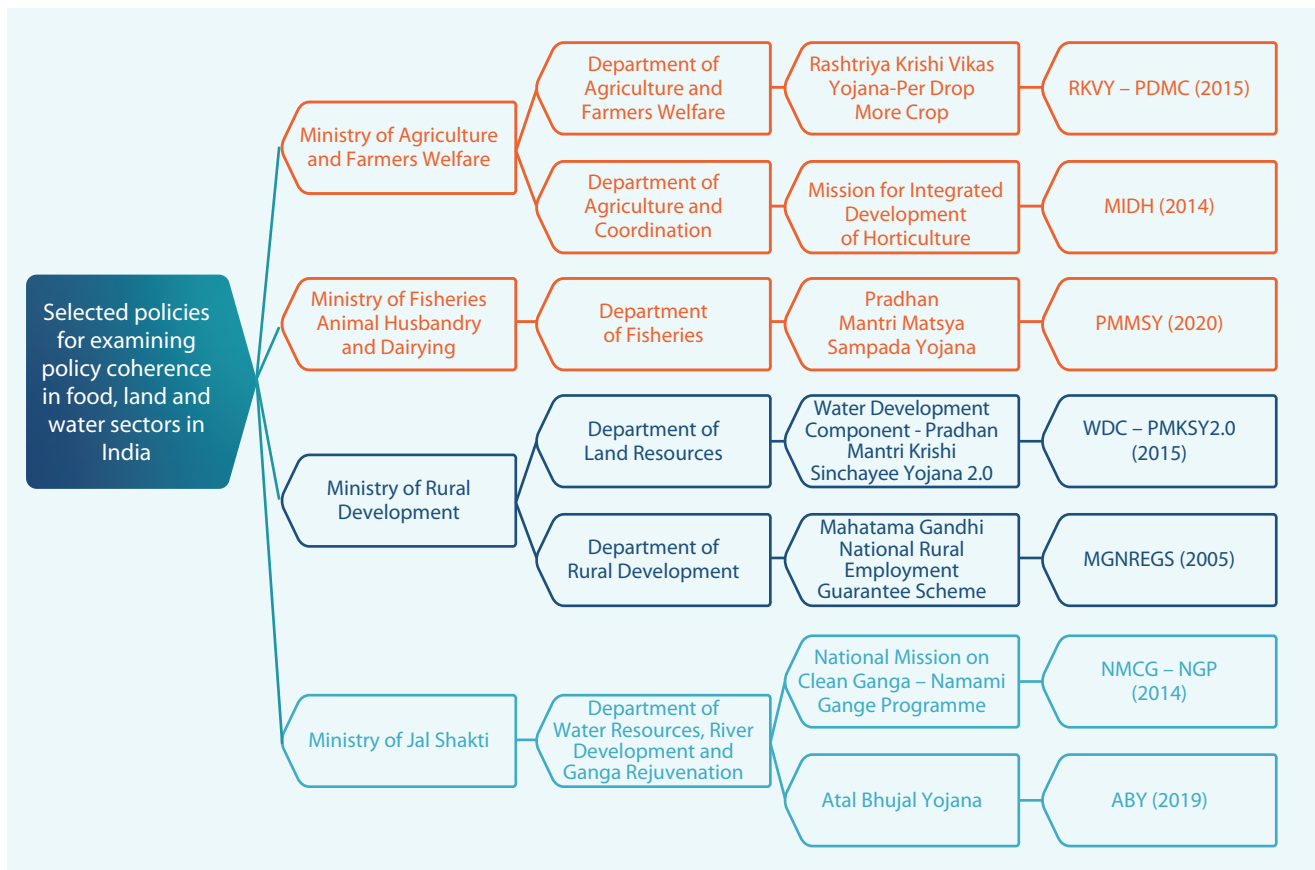 Selected policies
for examining
policy coherence
in food, land and
water sectors in
India
Ministry of Agriculture
and Farmers Welfare
Department of
Agriculture and
Farmers Welfare
Rashtriya Krishi Vikas
Yojana-Per Drop
More Crop
RKVY – PDMC (2015)
Department of
Agriculture and
Coordination
Mission for Integrated
Development
of Horticulture
MIDH (2014)
Ministry of Fisheries
Animal Husbandry
and Dairying
Department
of Fisheries
Pradhan
Mantri Matsya
Sampada Yojana
PMMSY (2020)
Ministry of Rural
Development
Department of
Land Resources
Water Development
Component - Pradhan
Mantri Krishi
Sinchayee Yojana 2.0
WDC – PMKSY2.0
(2015)
Department of
Rural Development
Mahatama Gandhi
National Rural
Employment
Guarantee Scheme
MGNREGS (2005)
Ministry of Jal Shakti
Department of
Water Resources, River
Development and
Ganga Rejuvenation
National Mission on
Clean Ganga – Namami
Gange Programme
NMCG – NGP
(2014)
Atal Bhujal Yojana
ABY (2019)